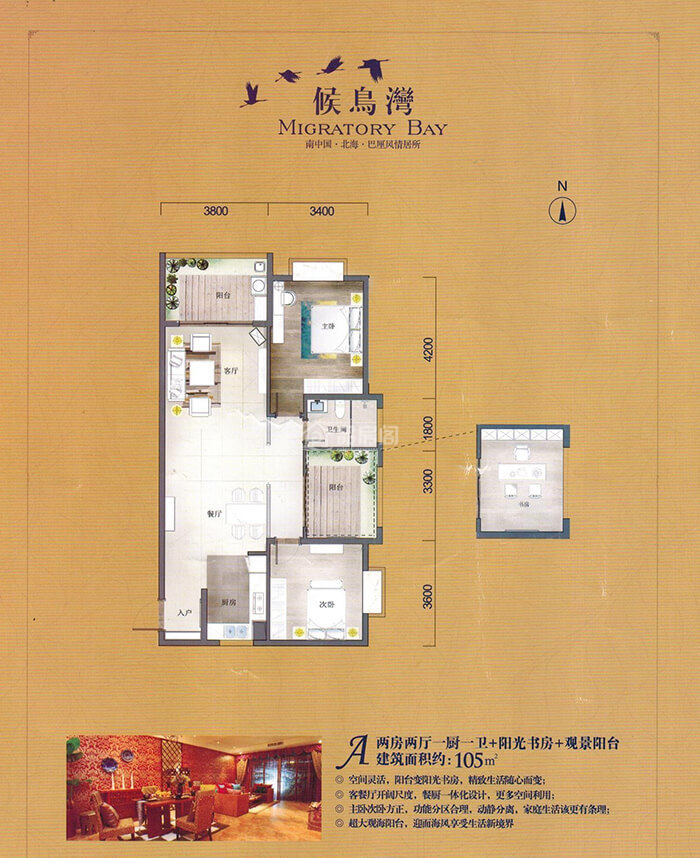 候鳥灣
MIGRATORY BAY
南中国·北海·巴厘风情居所
N
3800 3400
阳台
主卧
4200
客厅
卫生间
1800
阳台
3300
书房
餐厅
次卧
3600
厨房
入户
A 两房两厅一厨一卫+阳光书房+观景阳台
建筑面积约:105㎡
◎ 空间灵活，阳台变阳光书房，精致生活随心而变;
◎ 客餐厅开阔尺度，餐厨一体化设计，更多空间利用;
◎ 主卧次卧方正，功能分区合理，动静分离，家庭生活该更有条理;
◎ 超大观海阳台，迎面海风享受生活新境界